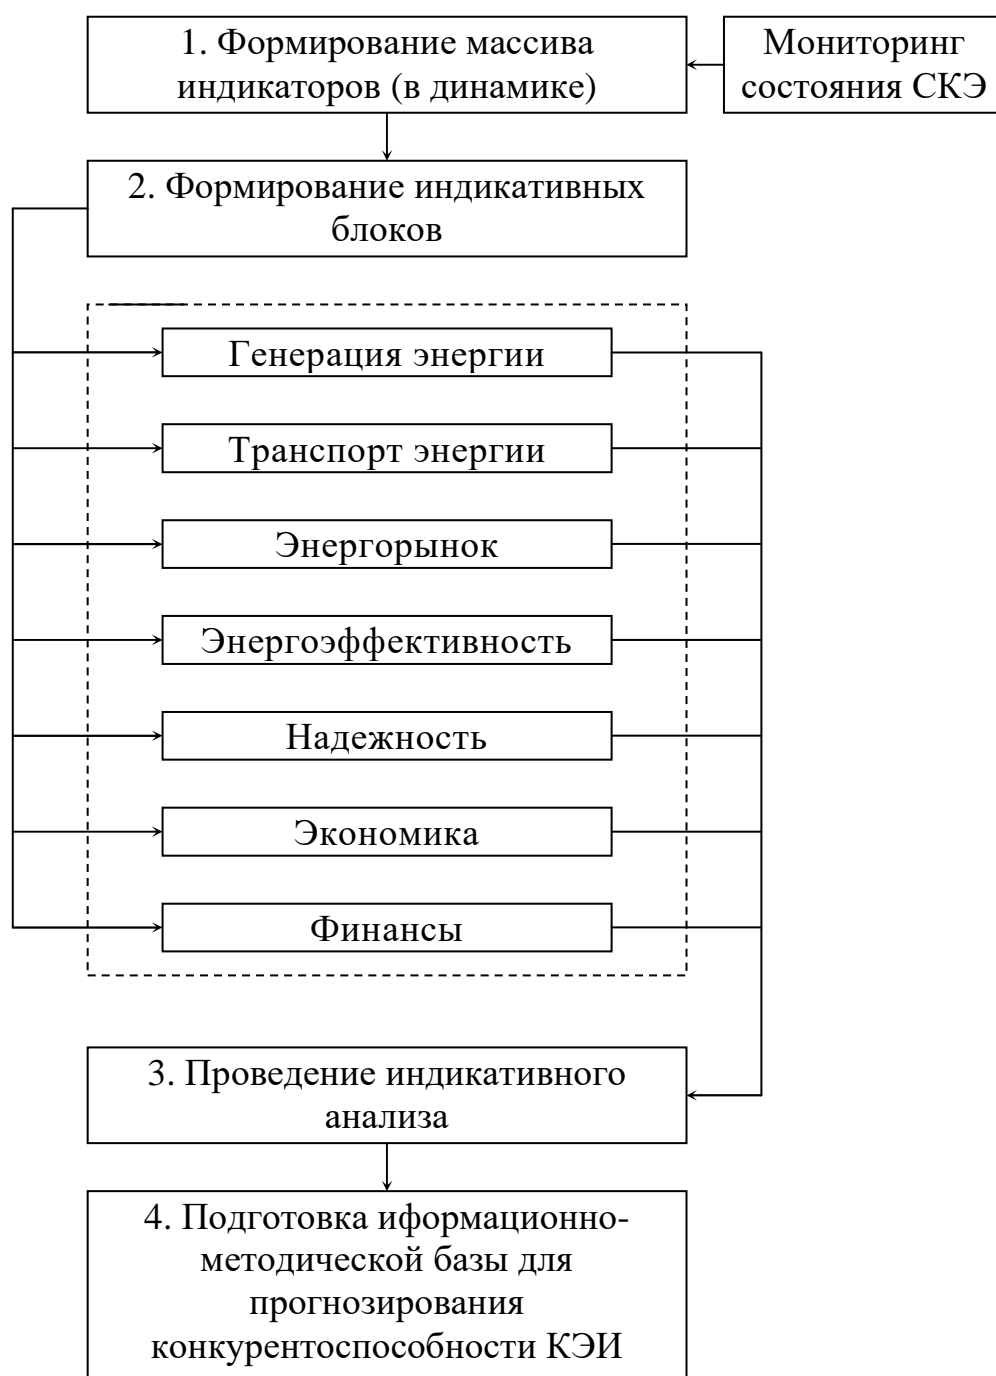 1. Формирование массива
индикаторов (в динамике)
Мониторинг
состояния СКЭ
2. Формирование индикативных
блоков
Генерация энергии
Транспорт энергии
Энергорынок
Энергоэффективность
Надежность
Экономика
Финансы
3. Проведение индикативного
анализа
4. Подготовка иформационно-
методической базы для
прогнозирования
конкурентоспособности КЭИ